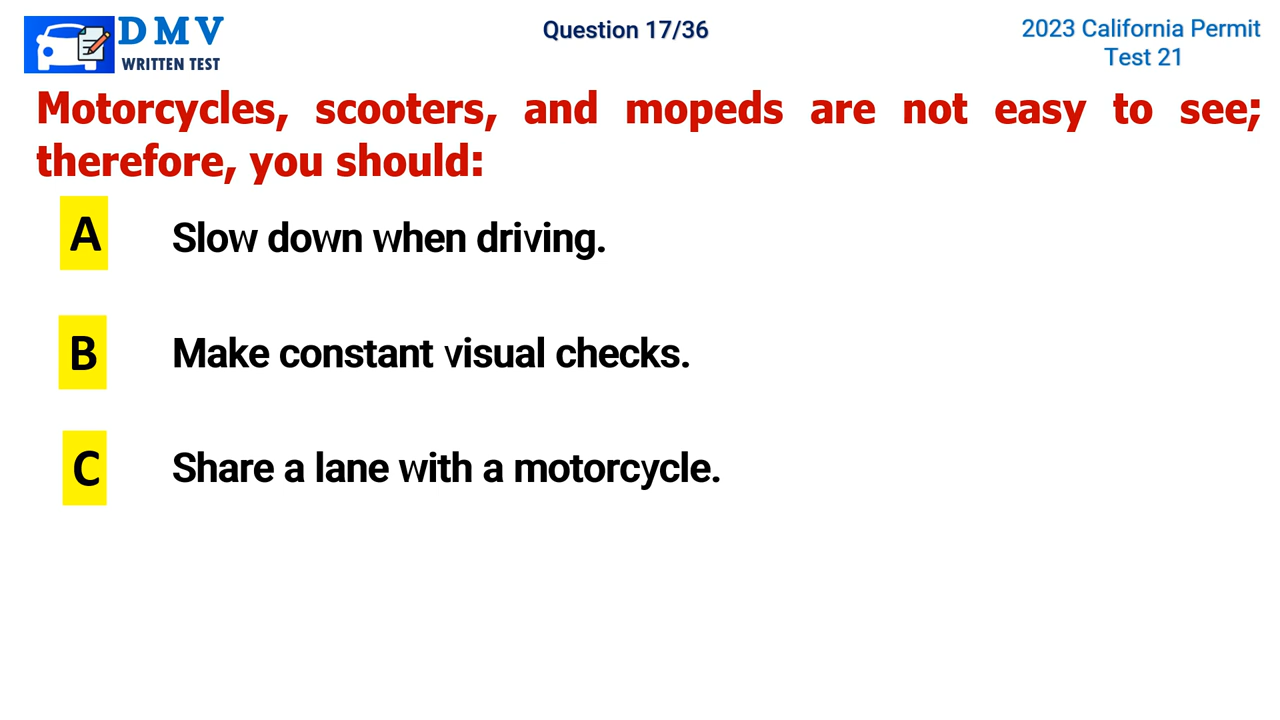 DMV
WRITTEN TEST
Question 17/36
2023 California Permit
Test 21
Motorcycles, scooters, and mopeds are not easy to see;
therefore, you should:
A Slow down when driving.
B Make constant visual checks.
C Share a lane with a motorcycle.